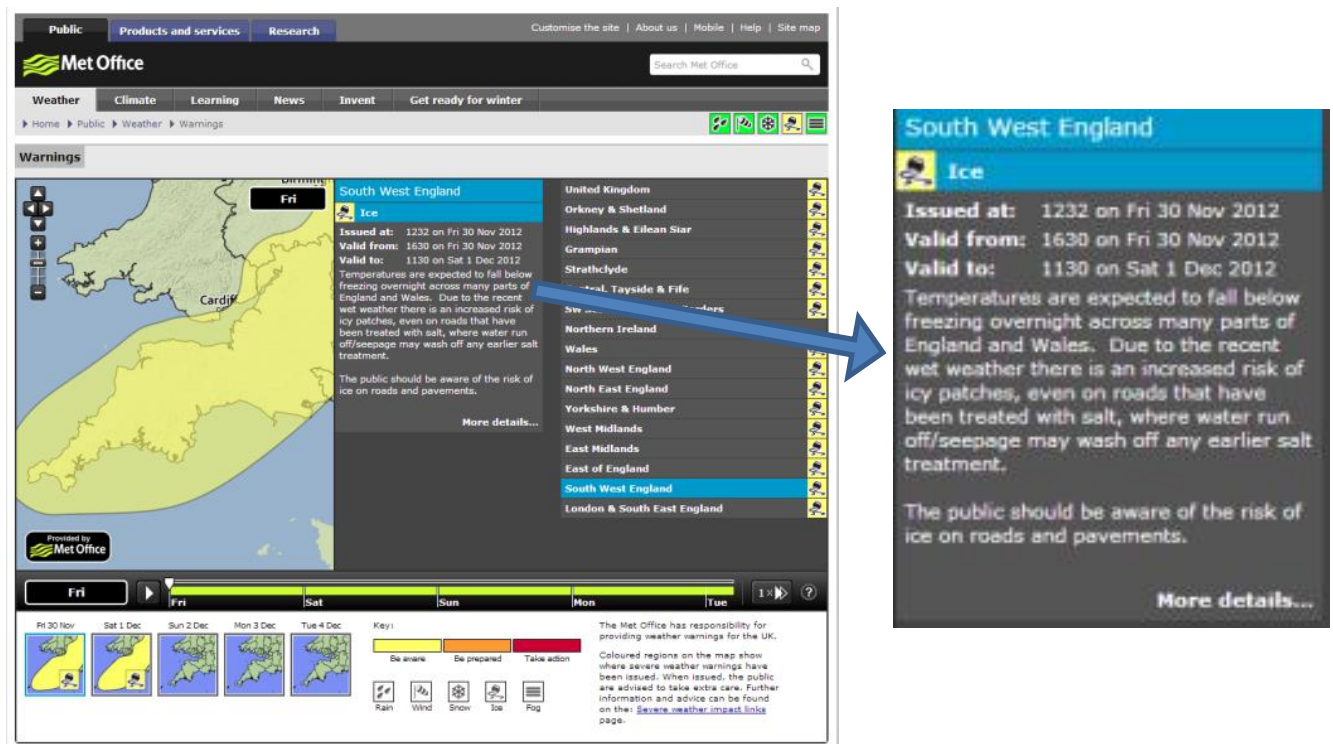 Public
Products and services
Research
Customise the site | About us | Mobile | Help | Site map
Met Office
Search Met Office
Weather
Climate
Learning
News
Invent
Get ready for winter
Home Public Weather Warnings
Warnings
Fri
Cardiff
Provided by
Met Office
South West England
Ice
Issued at: 1232 on Fri 30 Nov 2012
Valid from: 1630 on Fri 30 Nov 2012
Valid to: 1130 on Sat 1 Dec 2012
Temperatures are expected to fall below
freezing overnight across many parts of
England and Wales. Due to the recent
wet weather there is an increased risk of
icy patches, even on roads that have
been treated with salt, where water run
off/seepage may wash off any earlier salt
treatment.
The public should be aware of the risk of
ice on roads and pavements.
More details...
United Kingdom
Orkney & Shetland
Highlands & Eilean Siar
Grampian
Strathclyde
Tayside & Fife
Northern Ireland
Wales
North West England
North East England
Yorkshire & Humber
West Midlands
East Midlands
East of England
South West England
London & South East England
Fri
Fri
Sat
Sun
Mon
Tue
1×
?
Fri 30 Nov
Sat 1 Dec
Sun 2 Dec
Mon 3 Dec
Tue 4 Dec
Key:
Be aware
Be prepared
Take action
Rain
Wind
Snow
Ice
Fog
The Met Office has responsibility for
providing weather warnings for the UK.
Coloured regions on the map show
where severe weather warnings have
been issued. When issued, the public
are advised to take extra care. Further
information and advice can be found
on the: Severe weather impact links
page.
South West England
Ice
Issued at: 1232 on Fri 30 Nov 2012
Valid from: 1630 on Fri 30 Nov 2012
Valid to: 1130 on Sat 1 Dec 2012
Temperatures are expected to fall below
freezing overnight across many parts of
England and Wales. Due to the recent
wet weather there is an increased risk of
icy patches, even on roads that have
been treated with salt, where water run
off/seepage may wash off any earlier salt
treatment.
The public should be aware of the risk of
ice on roads and pavements.
More details...